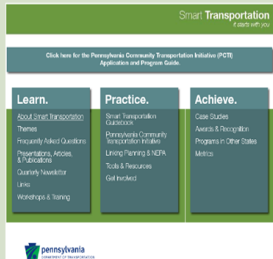 Smart Transportation
it starts with you
Click here for the Pennsylvania Community Transportation Initiative (PCTI)
Application and Program Guide.
Learn.
About Smart Transportation
Themes
Frequently Asked Questions
Presentations, Articles,
& Publications
Quarterly Newsletter
Links
Workshops & Training
Practice.
Smart Transportation
Guidebook
Pennsylvania Community
Transportation Initiative
Linking Planning & NEPA
Tools & Resources
Get Involved
Achieve.
Case Studies
Awards & Recognition
Programs in Other States
Metrics
pennsylvania
DEPARTMENT OF TRANSPORTATION